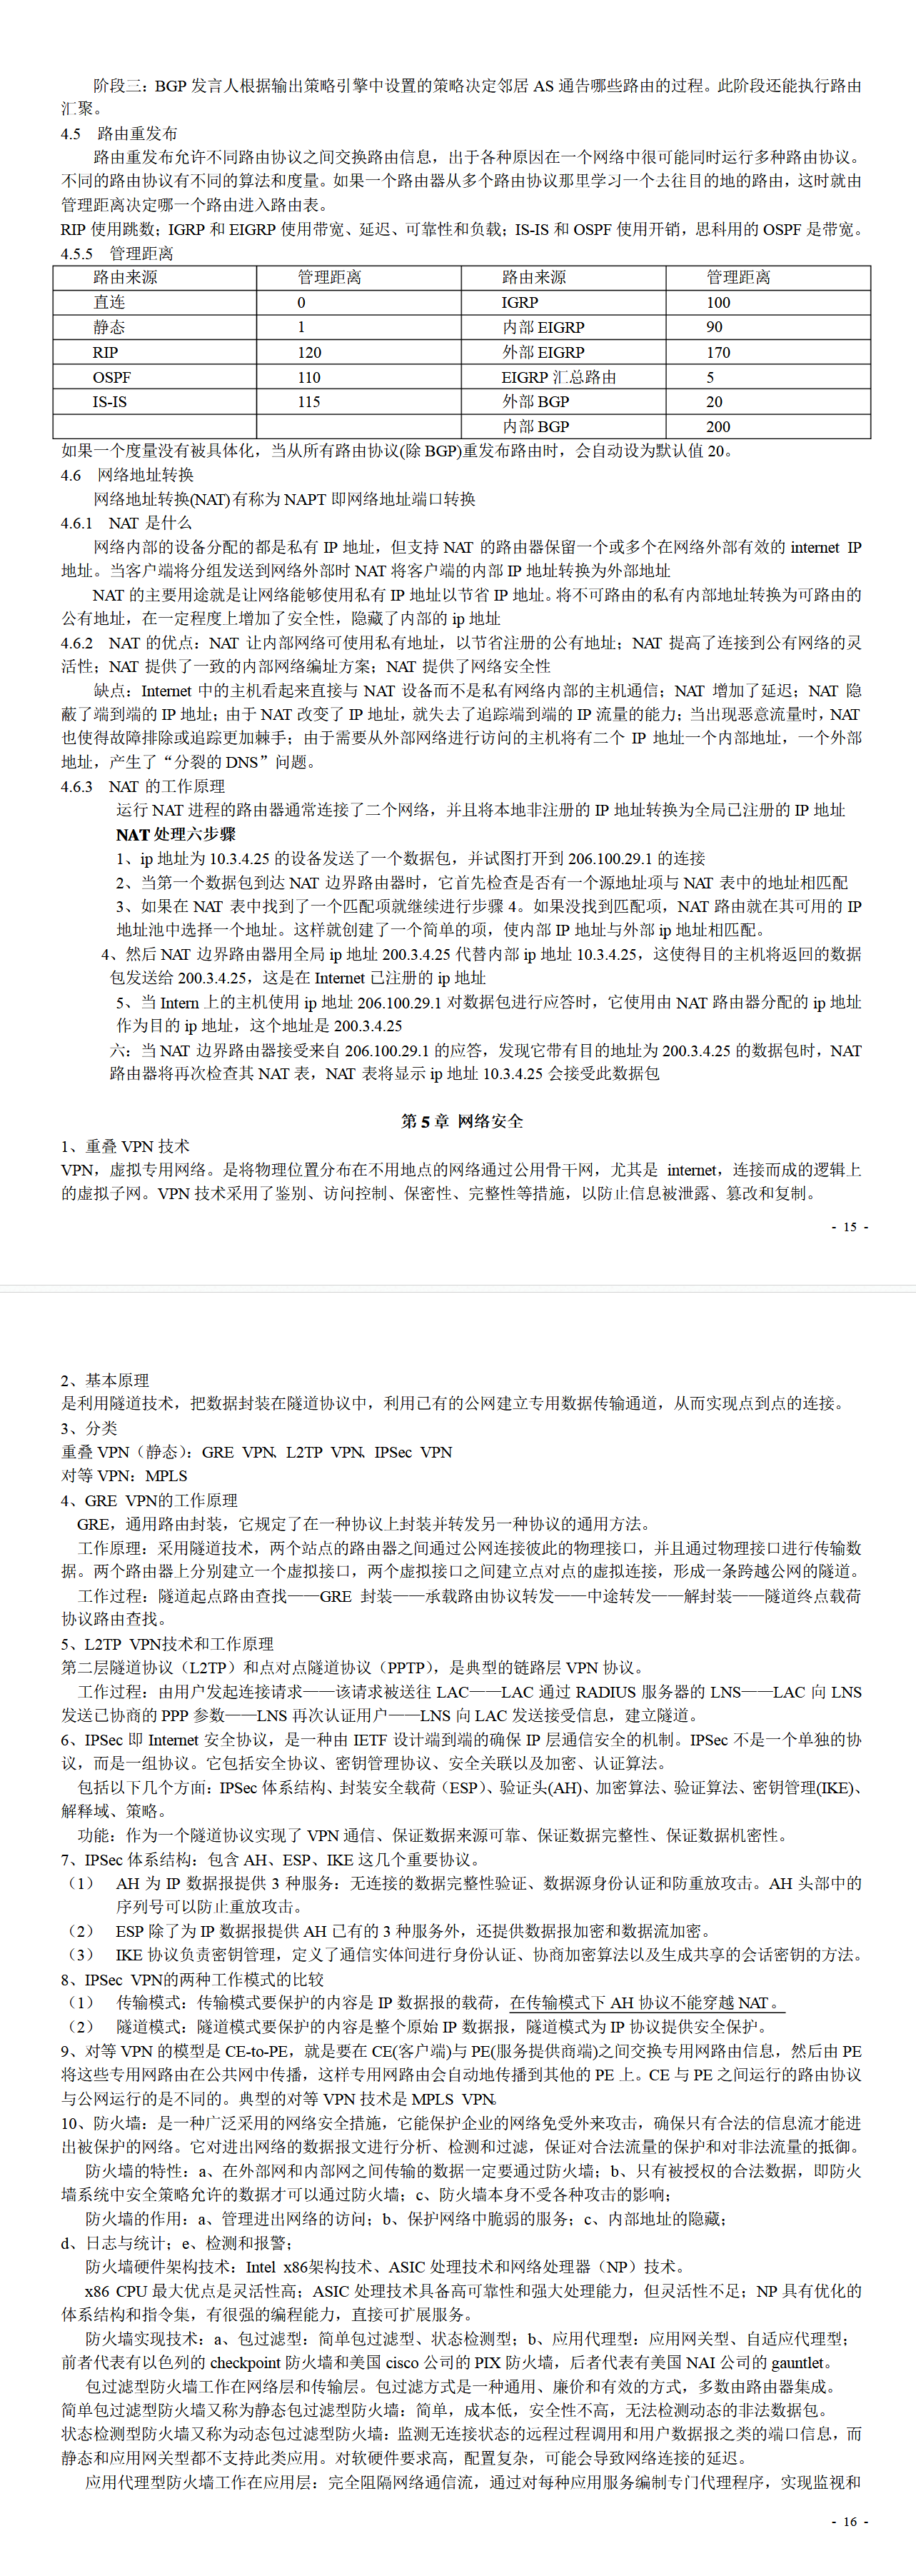 阶段三：BGP 发言人根据输出策略引擎中设置的策略决定邻居 AS 通告哪些路由的过程。此阶段还能执行路由
汇聚。
4.5 路由重发布
路由重发布允许不同路由协议之间交换路由信息，出于各种原因在一个网络中很可能同时运行多种路由协议。
不同的路由协议有不同的算法和度量。如果一个路由器从多个路由协议那里学习一个去往目的地的路由，这时就由
管理距离决定哪一个路由进入路由表。
RIP 使用跳数；IGRP 和 EIGRP 使用带宽、延迟、可靠性和负载；IS-IS 和 OSPF 使用开销，思科用的 OSPF 是带宽。
4.5.5 管理距离
路由来源 管理距离 路由来源 管理距离
直连 0 IGRP 100
静态 1 内部 EIGRP 90
RIP 120 外部 EIGRP 170
OSPF 110 EIGRP 汇总路由 5
IS-IS 115 外部 BGP 20
内部 BGP 200
如果一个度量没有被具体化，当从所有路由协议(除 BGP)重发布路由时，会自动设为默认值 20。
4.6 网络地址转换
网络地址转换(NAT)有称为 NAPT 即网络地址端口转换
4.6.1 NAT 是什么
网络内部的设备分配的都是私有 IP 地址，但支持 NAT 的路由器保留一个或多个在网络外部有效的 internet IP
地址。当客户端将分组发送到网络外部时 NAT 将客户端的内部 IP 地址转换为外部地址
NAT 的主要用途就是让网络能够使用私有 IP 地址以节省 IP 地址。将不可路由的私有内部地址转换为可路由的
公有地址，在一定程度上增加了安全性，隐藏了内部的 ip 地址
4.6.2 NAT 的优点：NAT 让内部网络可使用私有地址，以节省注册的公有地址；NAT 提高了连接到公有网络的灵
活性；NAT 提供了一致的内部网络编址方案；NAT 提供了网络安全性
缺点：Internet 中的主机看起来直接与 NAT 设备而不是私有网络内部的主机通信；NAT 增加了延迟；NAT 隐
蔽了端到端的 IP 地址；由于 NAT 改变了 IP 地址，就失去了追踪端到端的 IP 流量的能力；当出现恶意流量时，NAT
也使得故障排除或追踪更加棘手；由于需要从外部网络进行访问的主机将有二个 IP 地址一个内部地址，一个外部
地址，产生了“分裂的 DNS”问题。
4.6.3 NAT 的工作原理
运行 NAT 进程的路由器通常连接了二个网络，并且将本地非注册的 IP 地址转换为全局已注册的 IP 地址
NAT 处理六步骤
1、ip 地址为 10.3.4.25 的设备发送了一个数据包，并试图打开到 206.100.29.1 的连接
2、当第一个数据包到达 NAT 边界路由器时，它首先检查是否有一个源地址项与 NAT 表中的地址相匹配
3、如果在 NAT 表中找到了一个匹配项就继续进行步骤 4。如果没找到匹配项，NAT 路由就在其可用的 IP
地址池中选择一个地址。这样就创建了一个简单的项，使内部 IP 地址与外部 ip 地址相匹配。
4、然后 NAT 边界路由器用全局 ip 地址 200.3.4.25 代替内部 ip 地址 10.3.4.25，这使得目的主机将返回的数据
包发送给 200.3.4.25，这是在 Internet 已注册的 ip 地址
5、当 Intern 上的主机使用 ip 地址 206.100.29.1 对数据包进行应答时，它使用由 NAT 路由器分配的 ip 地址
作为目的 ip 地址，这个地址是 200.3.4.25
六：当 NAT 边界路由器接受来自 206.100.29.1 的应答，发现它带有目的地址为 200.3.4.25 的数据包时，NAT
路由器将再次检查其 NAT 表，NAT 表将显示 ip 地址 10.3.4.25 会接受此数据包
第 5 章 网络安全
1、重叠 VPN 技术
VPN，虚拟专用网络。是将物理位置分布在不用地点的网络通过公用骨干网，尤其是 internet，连接而成的逻辑上
的虚拟子网。VPN 技术采用了鉴别、访问控制、保密性、完整性等措施，以防止信息被泄露、篡改和复制。
- 15 -
2、基本原理
是利用隧道技术，把数据封装在隧道协议中，利用已有的公网建立专用数据传输通道，从而实现点到点的连接。
3、分类
重叠 VPN（静态）：GRE VPN、L2TP VPN、IPSec VPN
对等 VPN：MPLS
4、GRE VPN的工作原理
GRE，通用路由封装，它规定了在一种协议上封装并转发另一种协议的通用方法。
工作原理：采用隧道技术，两个站点的路由器之间通过公网连接彼此的物理接口，并且通过物理接口进行传输数
据。两个路由器上分别建立一个虚拟接口，两个虚拟接口之间建立点对点的虚拟连接，形成一条跨越公网的隧道。
工作过程：隧道起点路由查找——GRE 封装——承载路由协议转发——中途转发——解封装——隧道终点载荷
协议路由查找。
5、L2TP VPN技术和工作原理
第二层隧道协议（L2TP）和点对点隧道协议（PPTP），是典型的链路层 VPN 协议。
工作过程：由用户发起连接请求——该请求被送往 LAC——LAC 通过 RADIUS 服务器的 LNS——LAC 向 LNS
发送已协商的 PPP 参数——LNS 再次认证用户——LNS 向 LAC 发送接受信息，建立隧道。
6、IPSec 即 Internet 安全协议，是一种由 IETF 设计端到端的确保 IP 层通信安全的机制。IPSec 不是一个单独的协
议，而是一组协议。它包括安全协议、密钥管理协议、安全关联以及加密、认证算法。
包括以下几个方面：IPSec 体系结构、封装安全载荷（ESP）、验证头(AH)、加密算法、验证算法、密钥管理(IKE)、
解释域、策略。
功能：作为一个隧道协议实现了 VPN 通信、保证数据来源可靠、保证数据完整性、保证数据机密性。
7、IPSec 体系结构：包含 AH、ESP、IKE 这几个重要协议。
（1） AH 为 IP 数据报提供 3 种服务：无连接的数据完整性验证、数据源身份认证和防重放攻击。AH 头部中的
序列号可以防止重放攻击。
（2） ESP 除了为 IP 数据报提供 AH 已有的 3 种服务外，还提供数据报加密和数据流加密。
（3） IKE 协议负责密钥管理，定义了通信实体间进行身份认证、协商加密算法以及生成共享的会话密钥的方法。
8、IPSec VPN的两种工作模式的比较
（1） 传输模式：传输模式要保护的内容是 IP 数据报的载荷，在传输模式下 AH 协议不能穿越 NAT。
（2） 隧道模式：隧道模式要保护的内容是整个原始 IP 数据报，隧道模式为 IP 协议提供安全保护。
9、对等 VPN 的模型是 CE-to-PE，就是要在 CE(客户端)与 PE(服务提供商端)之间交换专用网路由信息，然后由 PE
将这些专用网路由在公共网中传播，这样专用网路由会自动地传播到其他的 PE 上。CE 与 PE 之间运行的路由协议
与公网运行的是不同的。典型的对等 VPN 技术是 MPLS VPN。
10、防火墙：是一种广泛采用的网络安全措施，它能保护企业的网络免受外来攻击，确保只有合法的信息流才能进
出被保护的网络。它对进出网络的数据报文进行分析、检测和过滤，保证对合法流量的保护和对非法流量的抵御。
防火墙的特性：a、在外部网和内部网之间传输的数据一定要通过防火墙；b、只有被授权的合法数据，即防火
墙系统中安全策略允许的数据才可以通过防火墙；c、防火墙本身不受各种攻击的影响；
防火墙的作用：a、管理进出网络的访问；b、保护网络中脆弱的服务；c、内部地址的隐藏；
d、日志与统计；e、检测和报警；
防火墙硬件架构技术：Intel x86架构技术、ASIC 处理技术和网络处理器（NP）技术。
x86 CPU 最大优点是灵活性高；ASIC 处理技术具备高可靠性和强大处理能力，但灵活性不足；NP 具有优化的
体系结构和指令集，有很强的编程能力，直接可扩展服务。
防火墙实现技术：a、包过滤型：简单包过滤型、状态检测型；b、应用代理型：应用网关型、自适应代理型；
前者代表有以色列的 checkpoint 防火墙和美国 cisco 公司的 PIX 防火墙，后者代表有美国 NAI 公司的 gauntlet。
包过滤型防火墙工作在网络层和传输层。包过滤方式是一种通用、廉价和有效的方式，多数由路由器集成。
简单包过滤型防火墙又称为静态包过滤型防火墙：简单，成本低，安全性不高，无法检测动态的非法数据包。
状态检测型防火墙又称为动态包过滤型防火墙：监测无连接状态的远程过程调用和用户数据报之类的端口信息，而
静态和应用网关型都不支持此类应用。对软硬件要求高，配置复杂，可能会导致网络连接的延迟。
应用代理型防火墙工作在应用层：完全阻隔网络通信流，通过对每种应用服务编制专门代理程序，实现监视和
- 16 -